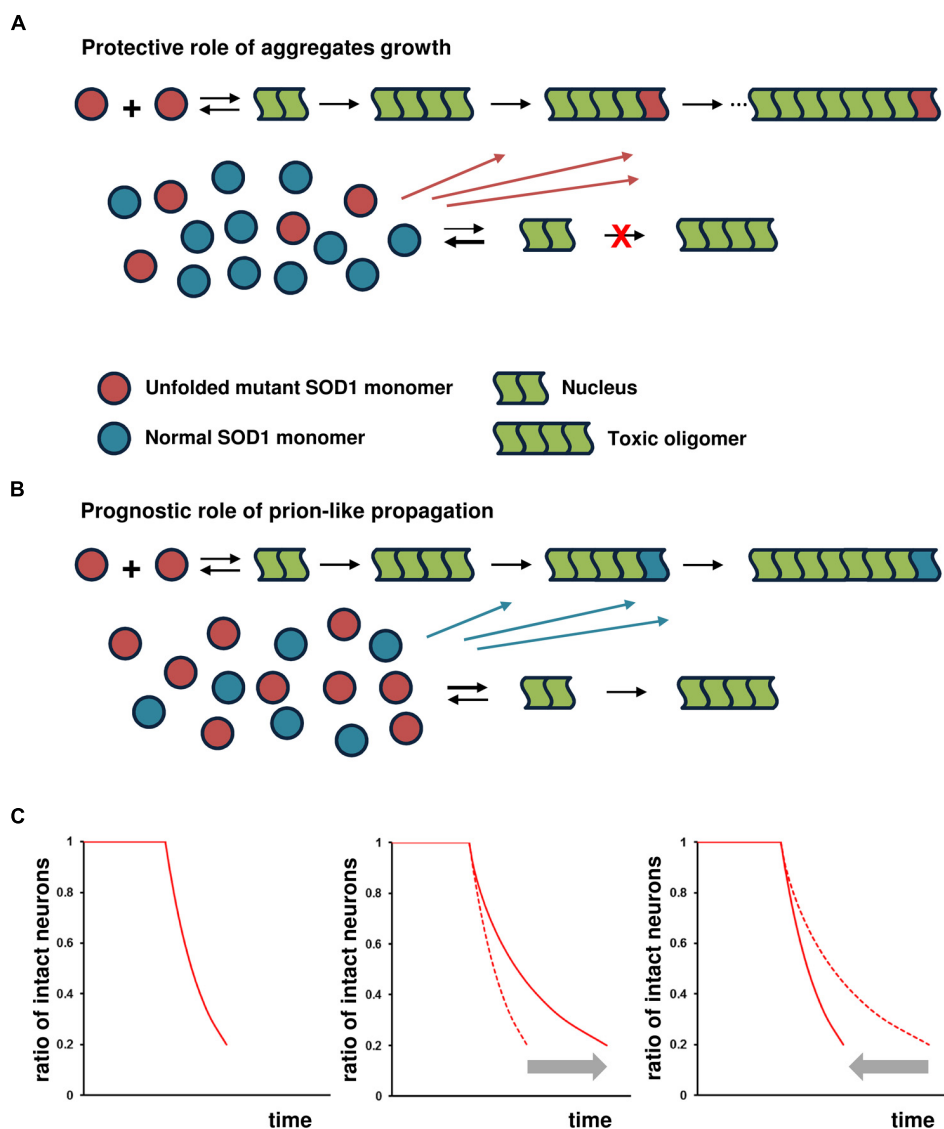 A
Protective role of aggregates growth
+
...
X
Unfolded mutant SOD1 monomer
Nucleus
Normal SOD1 monomer
Toxic oligomer
B
Prognostic role of prion-like propagation
+
C
ratio of intact neurons
1
0.8
0.6
0.4
0.2
0
time
ratio of intact neurons
1
0.8
0.6
0.4
0.2
0
time
ratio of intact neurons
1
0.8
0.6
0.4
0.2
0
time